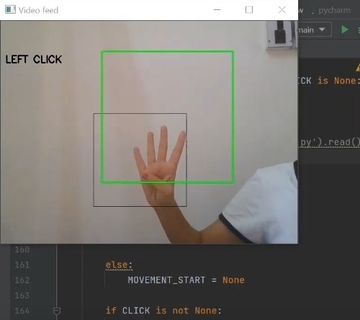 Video feed
pycharm
main
LEFT CLICK
CK is None:
py').read()
160
161 else:
162 MOVEMENT_START = None
163
164 if CLICK is not None: